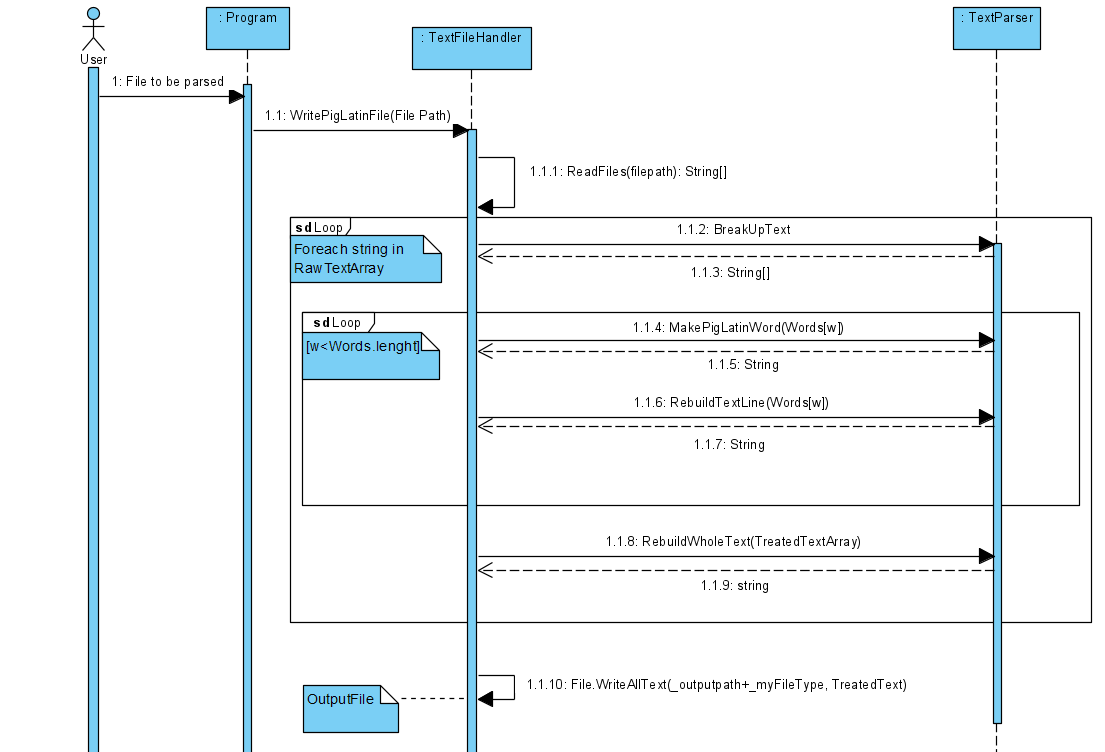 : Program
: TextFileHandler
: TextParser
User
1: File to be parsed
1.1: WritePigLatinFile(File Path)
1.1.1: ReadFiles(filepath): String[]
sd Loop
Foreach string in
RawTextArray
1.1.2: BreakUpText
1.1.3: String[]
sd Loop
[w<Words.lenght]
1.1.4: MakePigLatinWord(Words[w])
1.1.5: String
1.1.6: RebuildTextLine(Words[w])
1.1.7: String
1.1.8: RebuildWholeText(TreatedTextArray)
1.1.9: string
1.1.10: File.WriteAllText(_outputpath+_myFileType, TreatedText)
OutputFile